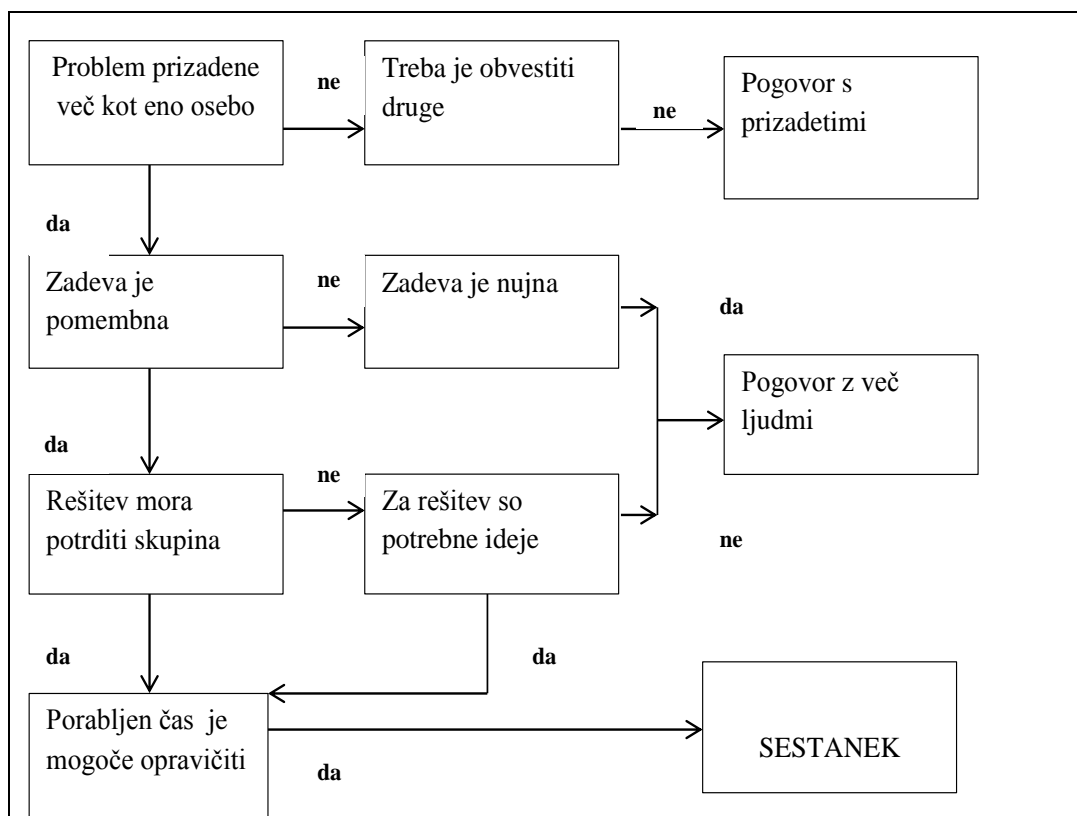 Problem prizadene
več kot eno osebo
ne
Treba je obvestiti
druge
ne
Pogovor s
prizadetimi
da
Zadeva je
pomembna
ne
Zadeva je nujna
da
Pogovor z več
ljudmi
da
Rešitev mora
potrditi skupina
ne
Za rešitev so
potrebne ideje
ne
da
da
Porabljen čas je
mogoče opravičiti
da
SESTANEK